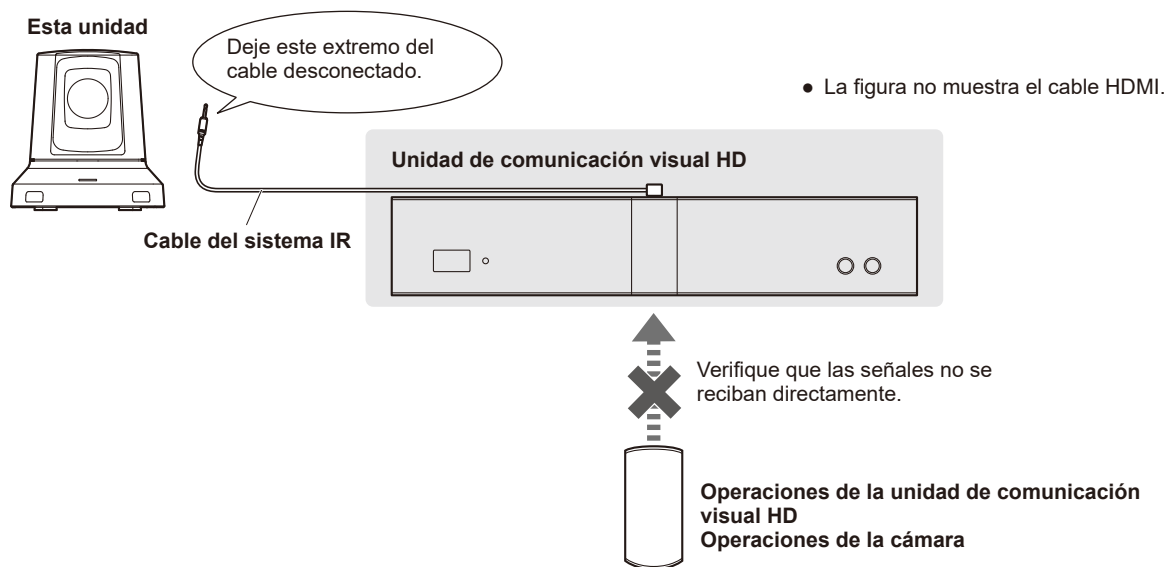 Esta unidad
Deje este extremo del
cable desconectado.
● La figura no muestra el cable HDMI.
Unidad de comunicación visual HD
Cable del sistema IR
Verifique que las señales no se
reciban directamente.
Operaciones de la unidad de comunicación
visual HD
Operaciones de la cámara